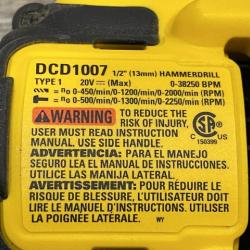 DCD1007 1/2" (13mm) HAMMERDRILL
TYPE 1 20V⎓ (Max) 0-38250 BPM
= n₀ 0-450/min/0-1200/min/0-2000 (RPM)
= n₀ 0-500/min/0-1300/min/0-2250 (RPM)
WARNING TO REDUCE THE
RISK OF INJURY,
USER MUST READ INSTRUCTION
MANUAL. USE SIDE HANDLE.
ADVERTENCIA: PARA EL MANEJO
SEGURO LEA EL MANUAL DE INSTRUCCIONES.
UTILICE LAS MANIJA LATERAL.
AVERTISSEMENT: POUR RÉDUIRE LE
RISQUE DE BLESSURE, L'UTILISATEUR DOIT
LIRE LE MANUEL D'INSTRUCTIONS. UTILISER
LA POIGNÉE LATÉRALE.
WY
SA
C US
150399